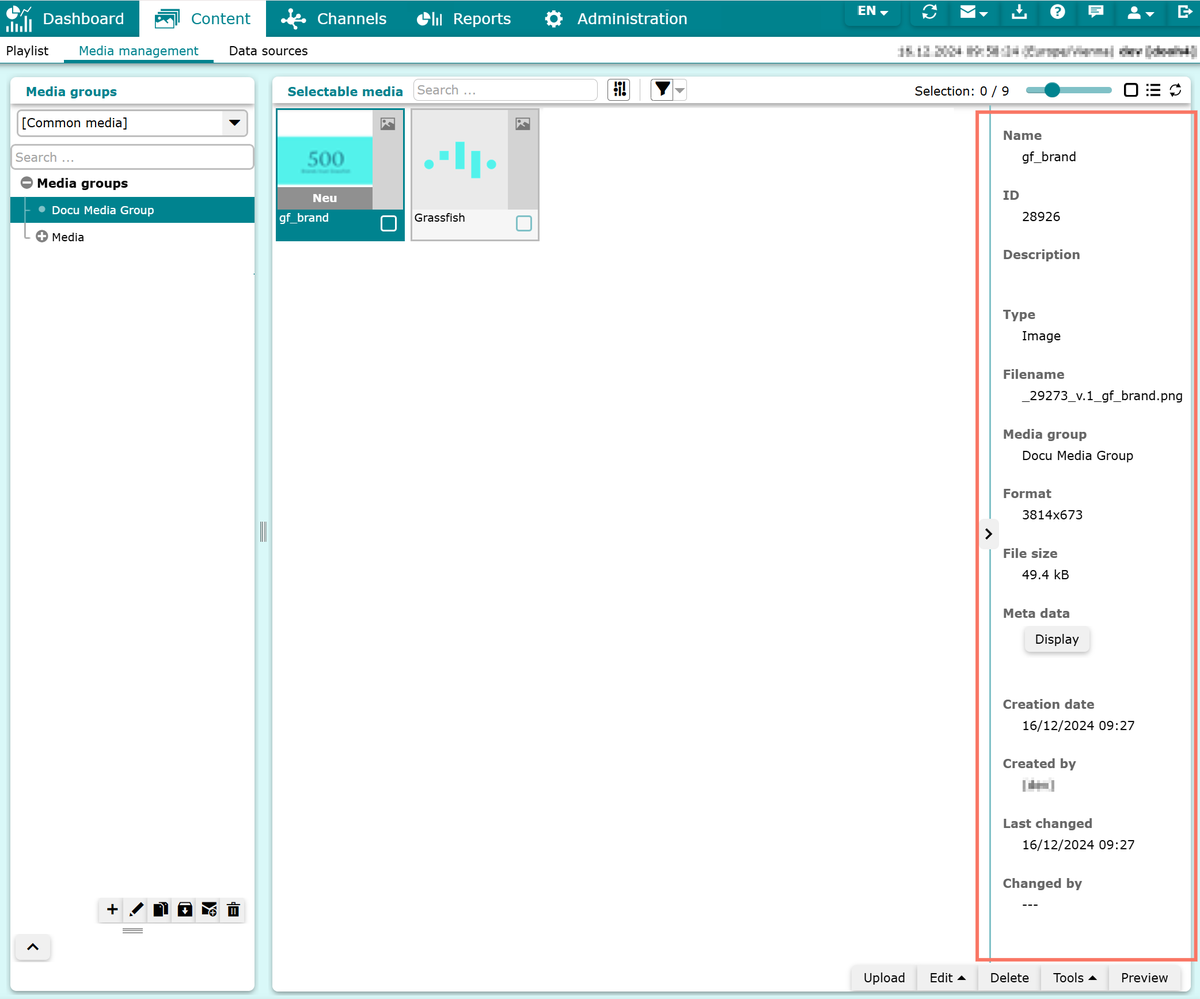 Dashboard Content Channels Reports Administration EN
Playlist Media management Data sources
Media groups
[Common media]
Search ...
Media groups
Docu Media Group
Media
Selectable media Search ... Selection: 0 / 9
500
Neu
gf_brand
Grassfish
Name
gf_brand
ID
28926
Description
Type
Image
Filename
_29273_v.1_gf_brand.png
Media group
Docu Media Group
Format
3814x673
File size
49.4 kB
Meta data
Display
Creation date
16/12/2024 09:27
Created by
Last changed
16/12/2024 09:27
Changed by
---
Upload Edit Delete Tools Preview